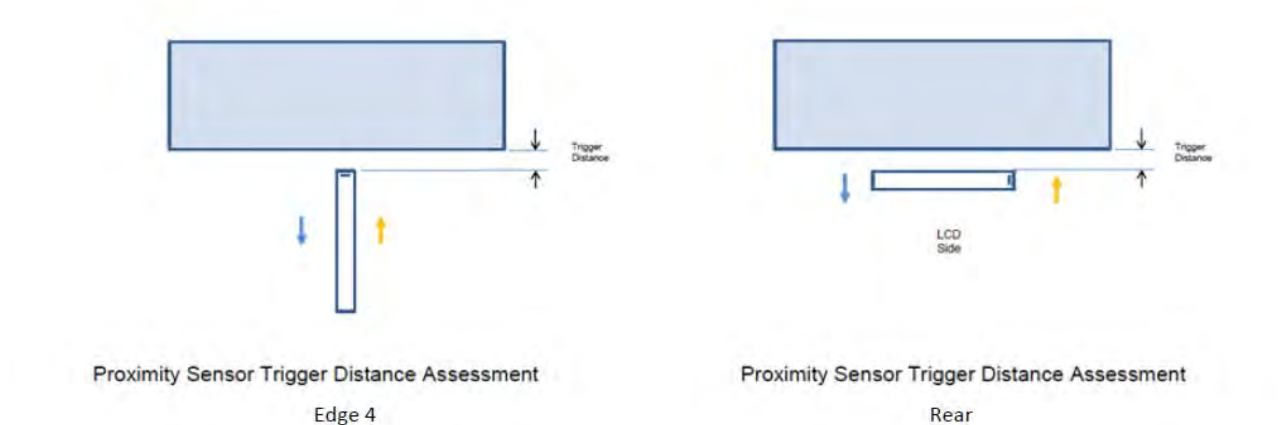 Trigger
Distance
Trigger
Distance
LCD
Side
Proximity Sensor Trigger Distance Assessment
Edge 4
Proximity Sensor Trigger Distance Assessment
Rear